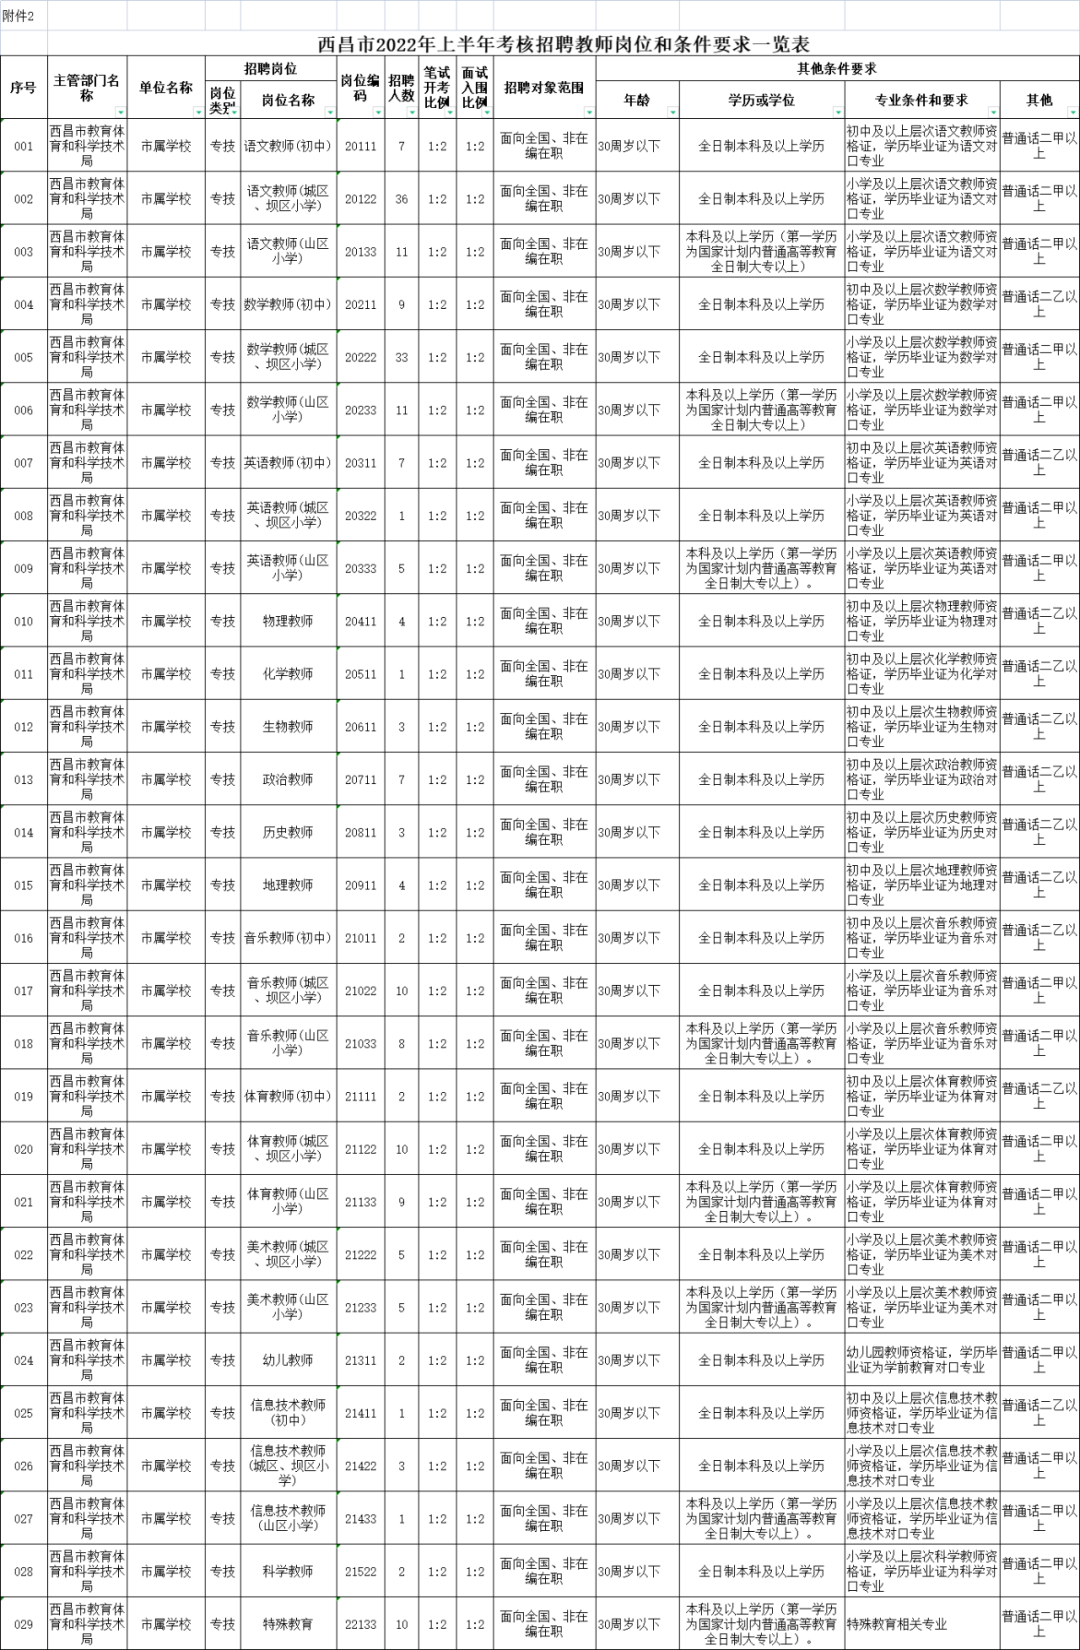 附件2
西昌市2022年上半年考核招聘教师岗位和条件要求一览表
序号 主管部门名称 单位名称 招聘岗位 岗位编码 招聘人数 笔试开考比例 面试入围比例 招聘对象范围 其他条件要求
岗位类别 岗位名称 年龄 学历或学位 专业条件和要求 其他
001 西昌市教育体育和科学技术局 市属学校 专技 语文教师(初中) 20111 7 1:2 1:2 面向全国、非在编在职 30周岁以下 全日制本科及以上学历 初中及以上层次语文教师资格证，学历毕业证为语文对口专业 普通话二甲以上
002 西昌市教育体育和科学技术局 市属学校 专技 语文教师(城区、坝区小学) 20122 36 1:2 1:2 面向全国、非在编在职 30周岁以下 全日制本科及以上学历 小学及以上层次语文教师资格证，学历毕业证为语文对口专业 普通话二甲以上
003 西昌市教育体育和科学技术局 市属学校 专技 语文教师(山区小学) 20133 11 1:2 1:2 面向全国、非在编在职 30周岁以下 本科及以上学历（第一学历为国家计划内普通高等教育全日制大专以上） 小学及以上层次语文教师资格证，学历毕业证为语文对口专业 普通话二甲以上
004 西昌市教育体育和科学技术局 市属学校 专技 数学教师(初中) 20211 9 1:2 1:2 面向全国、非在编在职 30周岁以下 全日制本科及以上学历 初中及以上层次数学教师资格证，学历毕业证为数学对口专业 普通话二乙以上
005 西昌市教育体育和科学技术局 市属学校 专技 数学教师(城区、坝区小学) 20222 33 1:2 1:2 面向全国、非在编在职 30周岁以下 全日制本科及以上学历 小学及以上层次数学教师资格证，学历毕业证为数学对口专业 普通话二甲以上
006 西昌市教育体育和科学技术局 市属学校 专技 数学教师(山区小学) 20233 11 1:2 1:2 面向全国、非在编在职 30周岁以下 本科及以上学历（第一学历为国家计划内普通高等教育全日制大专以上） 小学及以上层次数学教师资格证，学历毕业证为数学对口专业 普通话二甲以上
007 西昌市教育体育和科学技术局 市属学校 专技 英语教师(初中) 20311 7 1:2 1:2 面向全国、非在编在职 30周岁以下 全日制本科及以上学历 初中及以上层次英语教师资格证，学历毕业证为英语对口专业 普通话二乙以上
008 西昌市教育体育和科学技术局 市属学校 专技 英语教师(城区、坝区小学) 20322 1 1:2 1:2 面向全国、非在编在职 30周岁以下 全日制本科及以上学历 小学及以上层次英语教师资格证，学历毕业证为英语对口专业 普通话二甲以上
009 西昌市教育体育和科学技术局 市属学校 专技 英语教师(山区小学) 20333 5 1:2 1:2 面向全国、非在编在职 30周岁以下 本科及以上学历（第一学历为国家计划内普通高等教育全日制大专以上）。 小学及以上层次英语教师资格证，学历毕业证为英语对口专业 普通话二甲以上
010 西昌市教育体育和科学技术局 市属学校 专技 物理教师 20411 4 1:2 1:2 面向全国、非在编在职 30周岁以下 全日制本科及以上学历 初中及以上层次物理教师资格证，学历毕业证为物理对口专业 普通话二乙以上
011 西昌市教育体育和科学技术局 市属学校 专技 化学教师 20511 1 1:2 1:2 面向全国、非在编在职 30周岁以下 全日制本科及以上学历 初中及以上层次化学教师资格证，学历毕业证为化学对口专业 普通话二乙以上
012 西昌市教育体育和科学技术局 市属学校 专技 生物教师 20611 3 1:2 1:2 面向全国、非在编在职 30周岁以下 全日制本科及以上学历 初中及以上层次生物教师资格证，学历毕业证为生物对口专业 普通话二乙以上
013 西昌市教育体育和科学技术局 市属学校 专技 政治教师 20711 7 1:2 1:2 面向全国、非在编在职 30周岁以下 全日制本科及以上学历 初中及以上层次政治教师资格证，学历毕业证为政治对口专业 普通话二乙以上
014 西昌市教育体育和科学技术局 市属学校 专技 历史教师 20811 3 1:2 1:2 面向全国、非在编在职 30周岁以下 全日制本科及以上学历 初中及以上层次历史教师资格证，学历毕业证为历史对口专业 普通话二乙以上
015 西昌市教育体育和科学技术局 市属学校 专技 地理教师 20911 4 1:2 1:2 面向全国、非在编在职 30周岁以下 全日制本科及以上学历 初中及以上层次地理教师资格证，学历毕业证为地理对口专业 普通话二乙以上
016 西昌市教育体育和科学技术局 市属学校 专技 音乐教师(初中) 21011 2 1:2 1:2 面向全国、非在编在职 30周岁以下 全日制本科及以上学历 初中及以上层次音乐教师资格证，学历毕业证为音乐对口专业 普通话二乙以上
017 西昌市教育体育和科学技术局 市属学校 专技 音乐教师(城区、坝区小学) 21022 10 1:2 1:2 面向全国、非在编在职 30周岁以下 全日制本科及以上学历 小学及以上层次音乐教师资格证，学历毕业证为音乐对口专业 普通话二甲以上
018 西昌市教育体育和科学技术局 市属学校 专技 音乐教师(山区小学) 21033 8 1:2 1:2 面向全国、非在编在职 30周岁以下 本科及以上学历（第一学历为国家计划内普通高等教育全日制大专以上）。 小学及以上层次音乐教师资格证，学历毕业证为音乐对口专业 普通话二甲以上
019 西昌市教育体育和科学技术局 市属学校 专技 体育教师(初中) 21111 2 1:2 1:2 面向全国、非在编在职 30周岁以下 全日制本科及以上学历 初中及以上层次体育教师资格证，学历毕业证为体育对口专业 普通话二乙以上
020 西昌市教育体育和科学技术局 市属学校 专技 体育教师(城区、坝区小学) 21122 10 1:2 1:2 面向全国、非在编在职 30周岁以下 全日制本科及以上学历 小学及以上层次体育教师资格证，学历毕业证为体育对口专业 普通话二甲以上
021 西昌市教育体育和科学技术局 市属学校 专技 体育教师(山区小学) 21133 9 1:2 1:2 面向全国、非在编在职 30周岁以下 本科及以上学历（第一学历为国家计划内普通高等教育全日制大专以上）。 小学及以上层次体育教师资格证，学历毕业证为体育对口专业 普通话二甲以上
022 西昌市教育体育和科学技术局 市属学校 专技 美术教师(城区、坝区小学) 21222 5 1:2 1:2 面向全国、非在编在职 30周岁以下 全日制本科及以上学历 小学及以上层次美术教师资格证，学历毕业证为美术对口专业 普通话二甲以上
023 西昌市教育体育和科学技术局 市属学校 专技 美术教师(山区小学) 21233 5 1:2 1:2 面向全国、非在编在职 30周岁以下 本科及以上学历（第一学历为国家计划内普通高等教育全日制大专以上）。 小学及以上层次美术教师资格证，学历毕业证为美术对口专业 普通话二甲以上
024 西昌市教育体育和科学技术局 市属学校 专技 幼儿教师 21311 2 1:2 1:2 面向全国、非在编在职 30周岁以下 全日制本科及以上学历 幼儿园教师资格证，学历毕业证为学前教育对口专业 普通话二甲以上
025 西昌市教育体育和科学技术局 市属学校 专技 信息技术教师(初中) 21411 1 1:2 1:2 面向全国、非在编在职 30周岁以下 全日制本科及以上学历 初中及以上层次信息技术教师资格证，学历毕业证为信息技术对口专业 普通话二乙以上
026 西昌市教育体育和科学技术局 市属学校 专技 信息技术教师(城区、坝区小学) 21422 3 1:2 1:2 面向全国、非在编在职 30周岁以下 全日制本科及以上学历 小学及以上层次信息技术教师资格证，学历毕业证为信息技术对口专业 普通话二甲以上
027 西昌市教育体育和科学技术局 市属学校 专技 信息技术教师(山区小学) 21433 1 1:2 1:2 面向全国、非在编在职 30周岁以下 本科及以上学历（第一学历为国家计划内普通高等教育全日制大专以上）。 小学及以上层次信息技术教师资格证，学历毕业证为信息技术对口专业 普通话二甲以上
028 西昌市教育体育和科学技术局 市属学校 专技 科学教师 21522 2 1:2 1:2 面向全国、非在编在职 30周岁以下 全日制本科及以上学历 小学及以上层次科学教师资格证，学历毕业证为科学对口专业 普通话二甲以上
029 西昌市教育体育和科学技术局 市属学校 专技 特殊教育 22133 10 1:2 1:2 面向全国、非在编在职 30周岁以下 本科及以上学历（第一学历为国家计划内普通高等教育全日制大专以上）。 特殊教育相关专业 普通话二甲以上